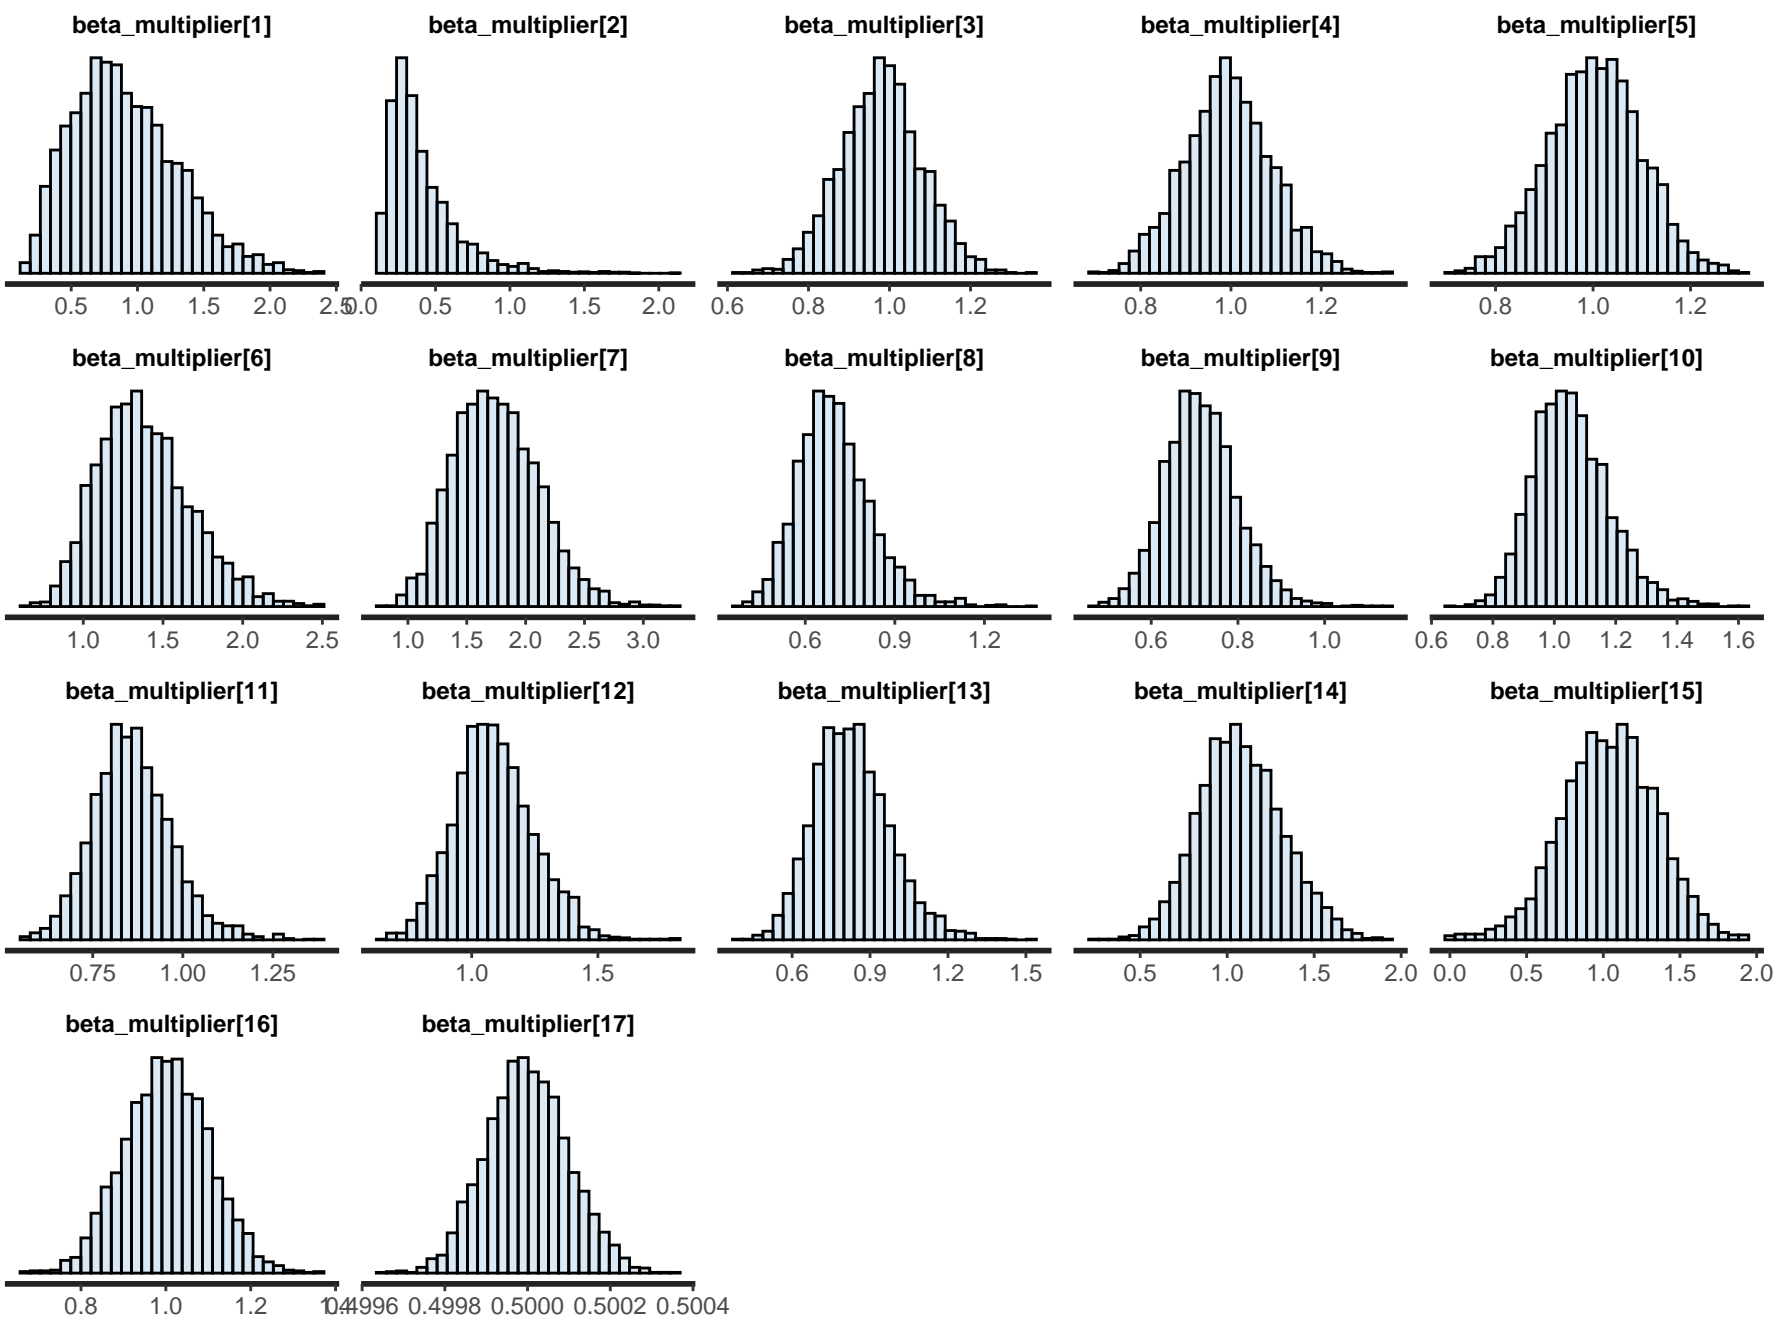 beta_multiplier[1] beta_multiplier[2] beta_multiplier[3] beta_multiplier[4] beta_multiplier[5]
0.5 1.0 1.5 2.0 2.5 0.0 0.5 1.0 1.5 2.0 0.6 0.8 1.0 1.2 0.8 1.0 1.2 0.8 1.0 1.2
beta_multiplier[6] beta_multiplier[7] beta_multiplier[8] beta_multiplier[9] beta_multiplier[10]
1.0 1.5 2.0 2.5 1.0 1.5 2.0 2.5 3.0 0.6 0.9 1.2 0.6 0.8 1.0 0.6 0.8 1.0 1.2 1.4 1.6
beta_multiplier[11] beta_multiplier[12] beta_multiplier[13] beta_multiplier[14] beta_multiplier[15]
0.75 1.00 1.25 1.0 1.5 0.6 0.9 1.2 1.5 0.5 1.0 1.5 2.0 0.0 0.5 1.0 1.5 2.0
beta_multiplier[16] beta_multiplier[17]
0.8 1.0 1.2 1.4 0.4996 0.4998 0.5000 0.5002 0.5004